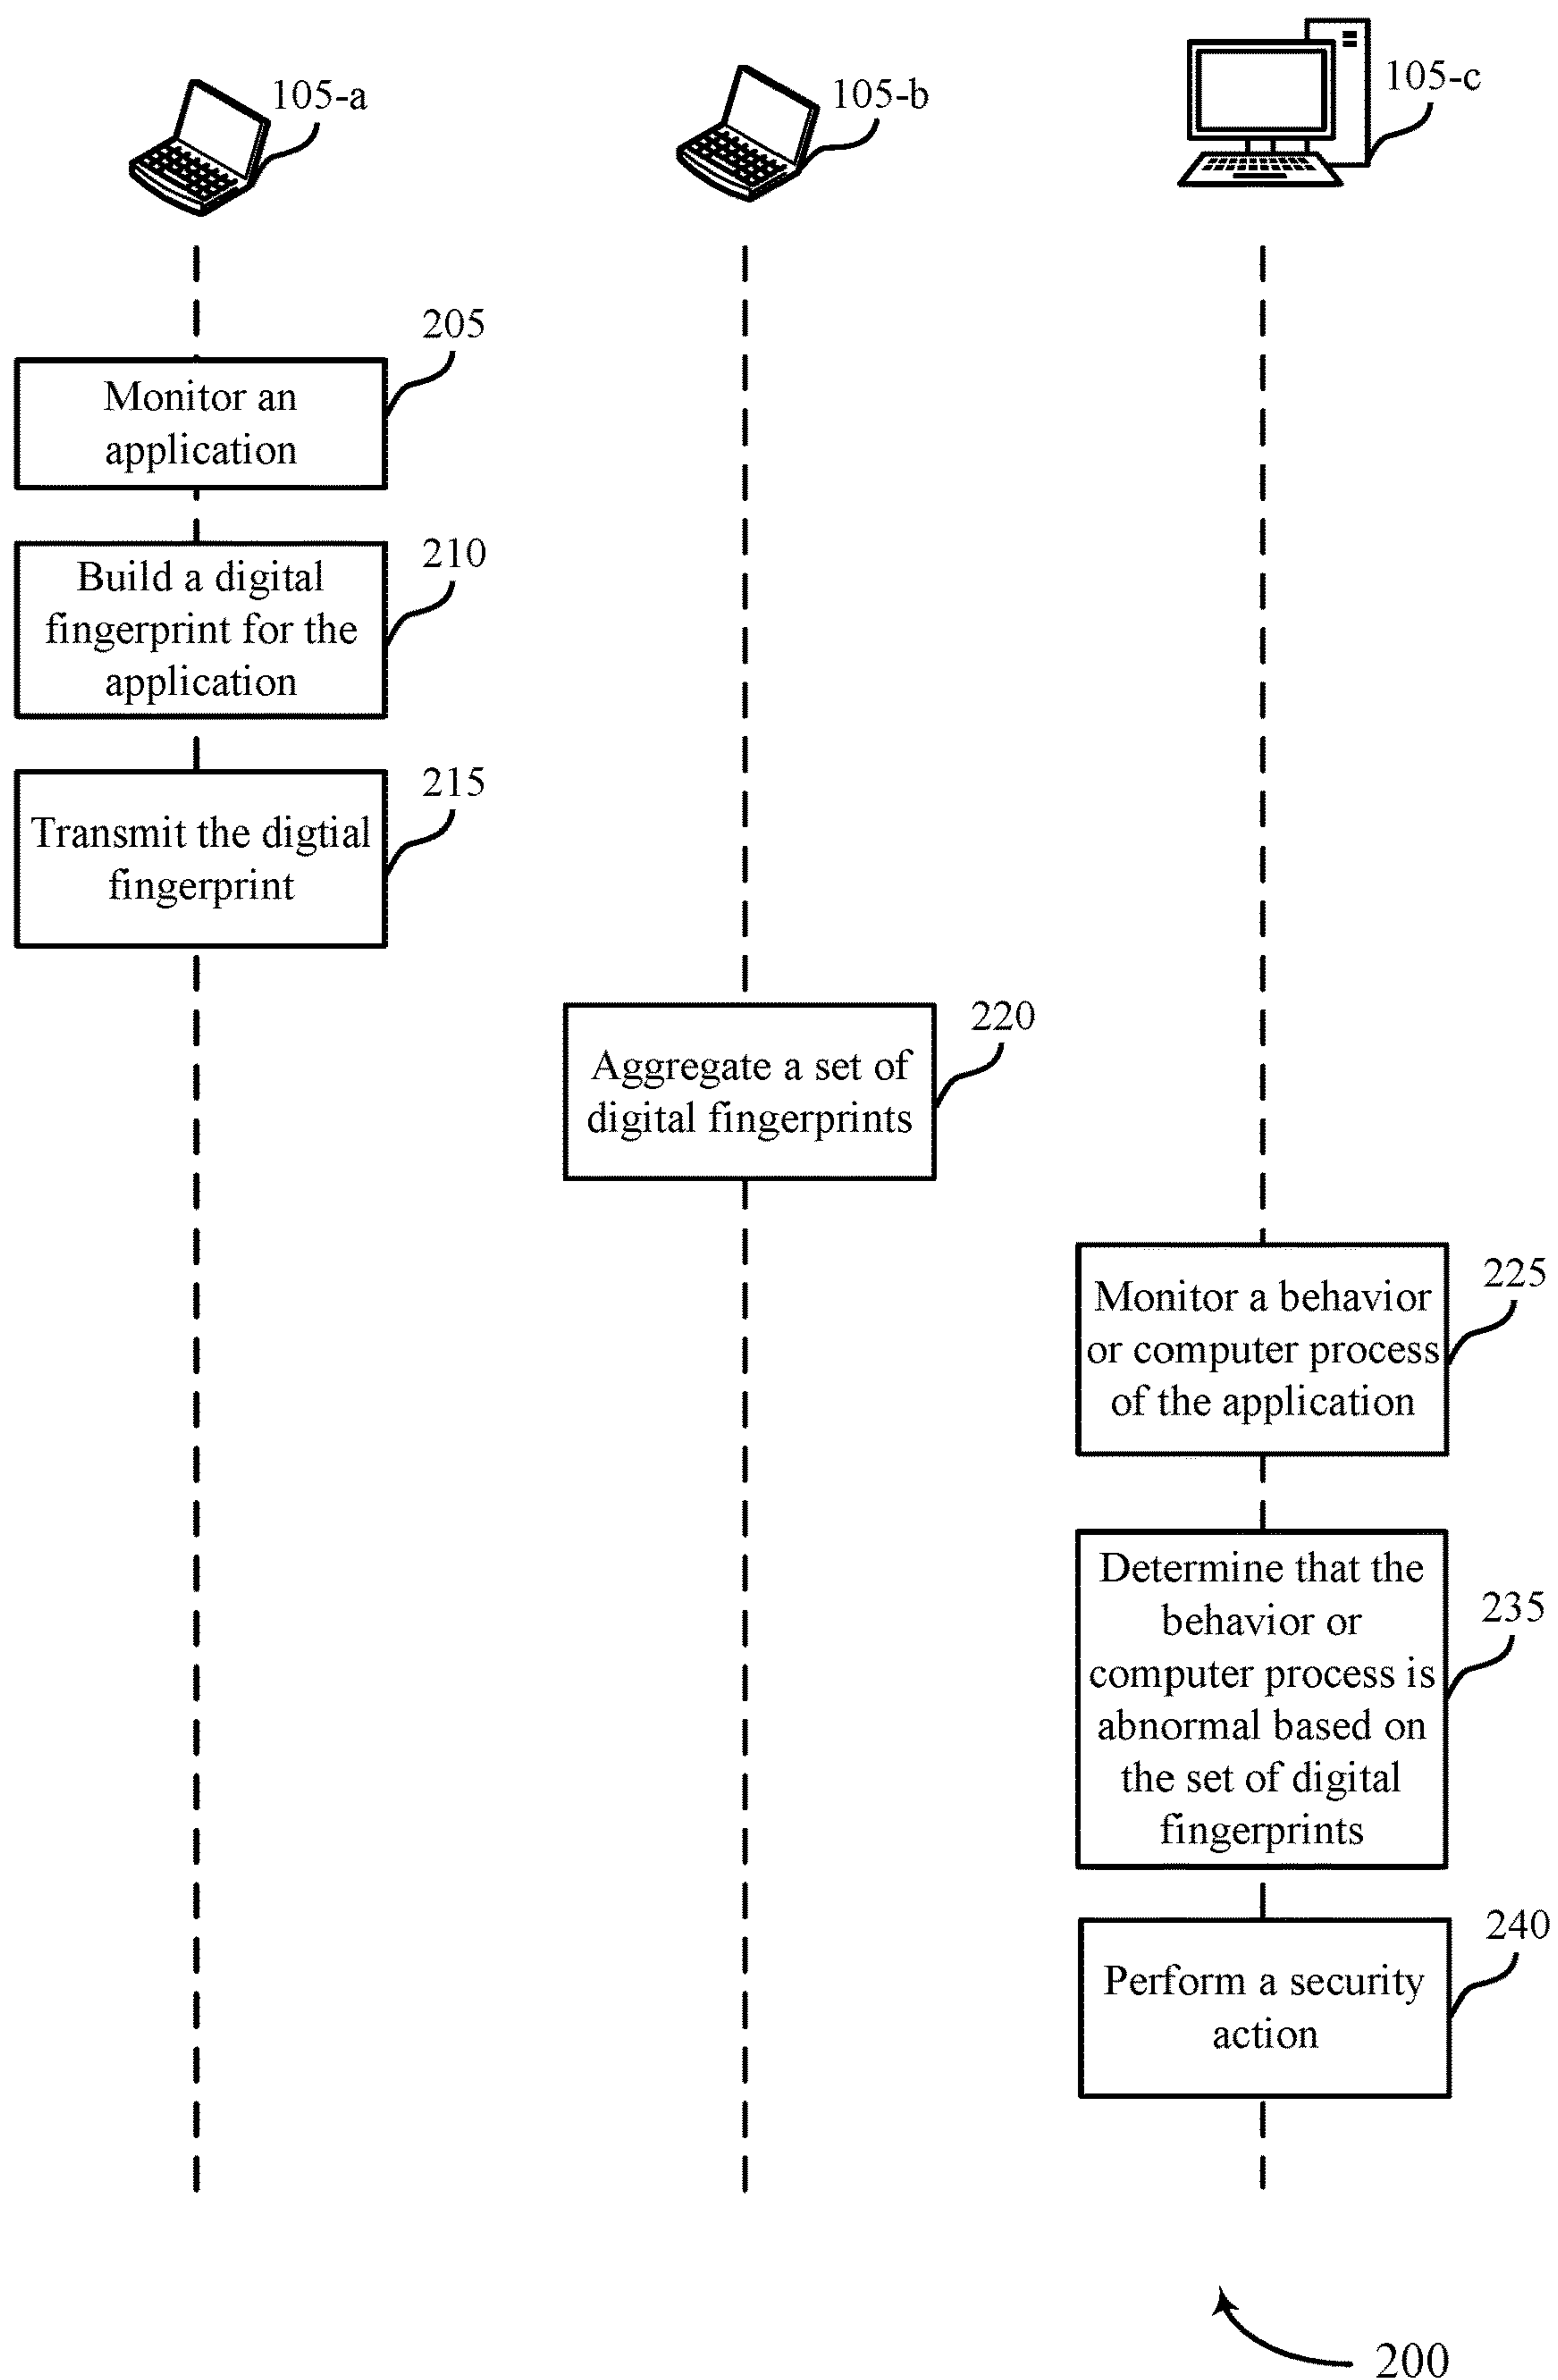 105-a
105-b
105-c
205
Monitor an
application
210
Build a digital
fingerprint for the
application
215
Transmit the digtial
fingerprint
220
Aggregate a set of
digital fingerprints
225
Monitor a behavior
or computer process
of the application
235
Determine that the
behavior or
computer process is
abnormal based on
the set of digital
fingerprints
240
Perform a security
action
200